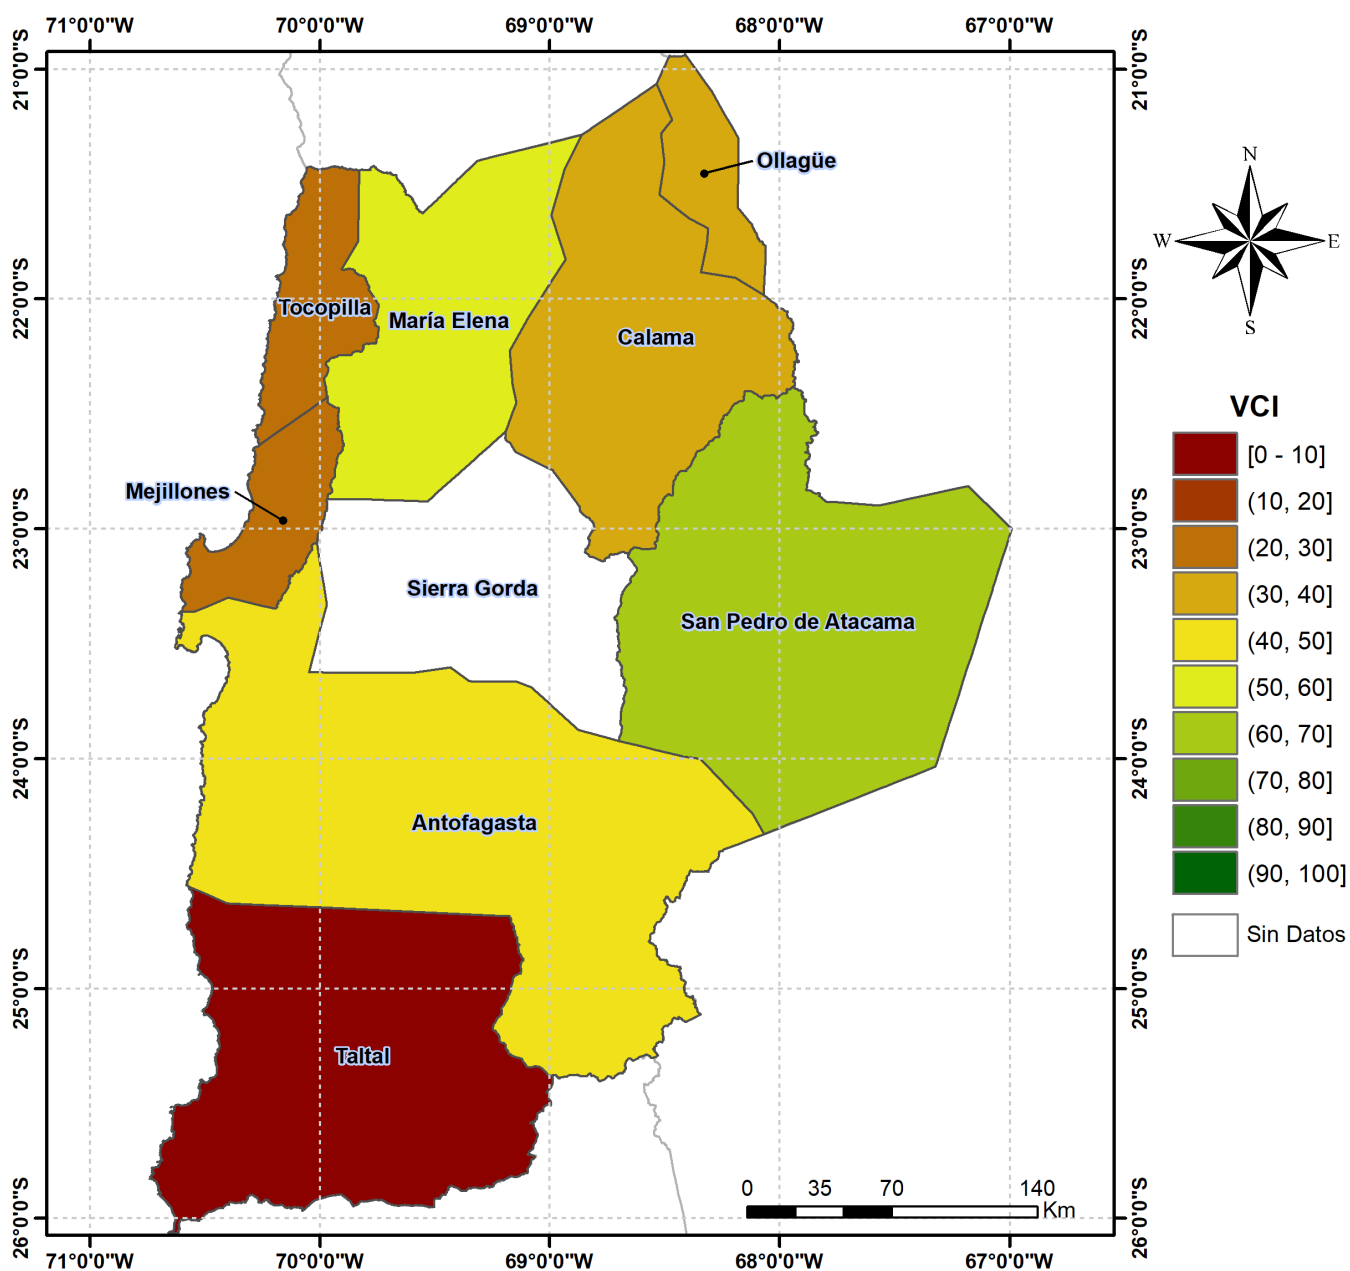 71°0'0"W 70°0'0"W 69°0'0"W 68°0'0"W 67°0'0"W
21°0'0"S
21°0'0"S
N
W
E
S
Ollagüe
22°0'0"S
22°0'0"S
Tocopilla
María Elena
Calama
Mejillones
23°0'0"S
23°0'0"S
Sierra Gorda
San Pedro de Atacama
24°0'0"S
24°0'0"S
Antofagasta
25°0'0"S
25°0'0"S
Taltal
26°0'0"S
26°0'0"S
VCI
[0 - 10]
(10, 20]
(20, 30]
(30, 40]
(40, 50]
(50, 60]
(60, 70]
(70, 80]
(80, 90]
(90, 100]
Sin Datos
0 35 70 140
Km
71°0'0"W 70°0'0"W 69°0'0"W 68°0'0"W 67°0'0"W